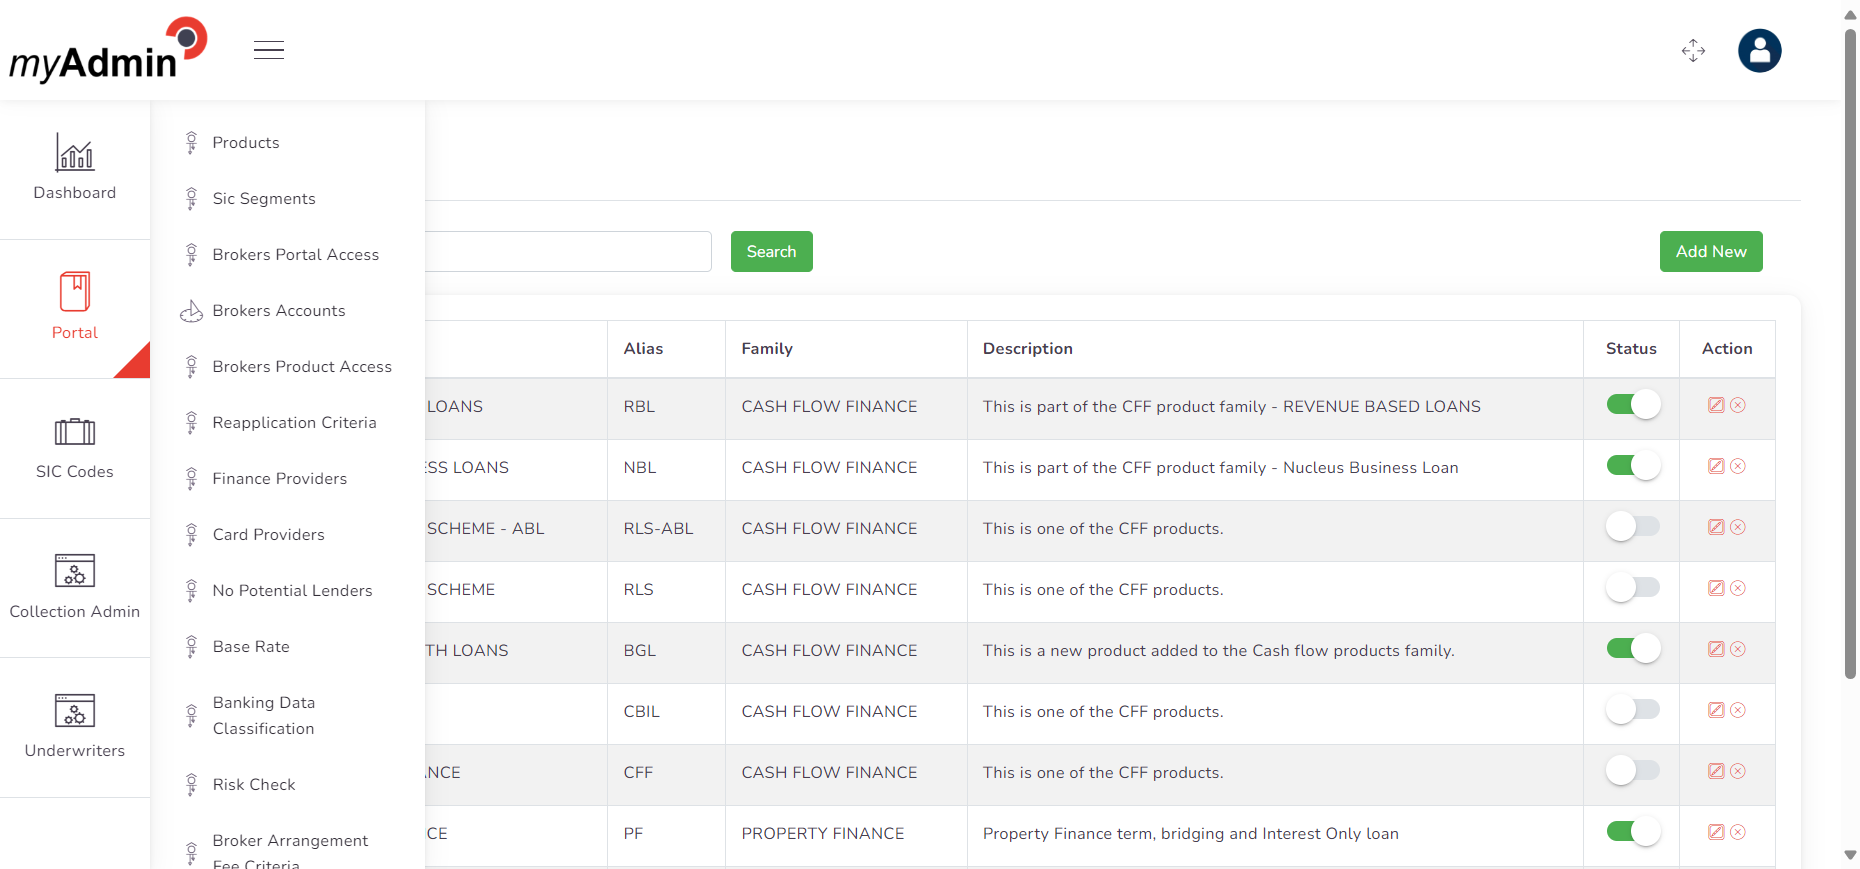 myAdmin
Dashboard
Portal
SIC Codes
Collection Admin
Underwriters
Products
Sic Segments
Brokers Portal Access
Brokers Accounts
Brokers Product Access
Reapplication Criteria
Finance Providers
Card Providers
No Potential Lenders
Base Rate
Banking Data
Classification
Risk Check
Broker Arrangement
Fee Criteria
Search
Add New
Alias Family Description Status Action
LOANS RBL CASH FLOW FINANCE This is part of the CFF product family - REVENUE BASED LOANS
ESS LOANS NBL CASH FLOW FINANCE This is part of the CFF product family - Nucleus Business Loan
SCHEME - ABL RLS-ABL CASH FLOW FINANCE This is one of the CFF products.
SCHEME RLS CASH FLOW FINANCE This is one of the CFF products.
TH LOANS BGL CASH FLOW FINANCE This is a new product added to the Cash flow products family.
CBIL CASH FLOW FINANCE This is one of the CFF products.
ANCE CFF CASH FLOW FINANCE This is one of the CFF products.
CE PF PROPERTY FINANCE Property Finance term, bridging and Interest Only loan